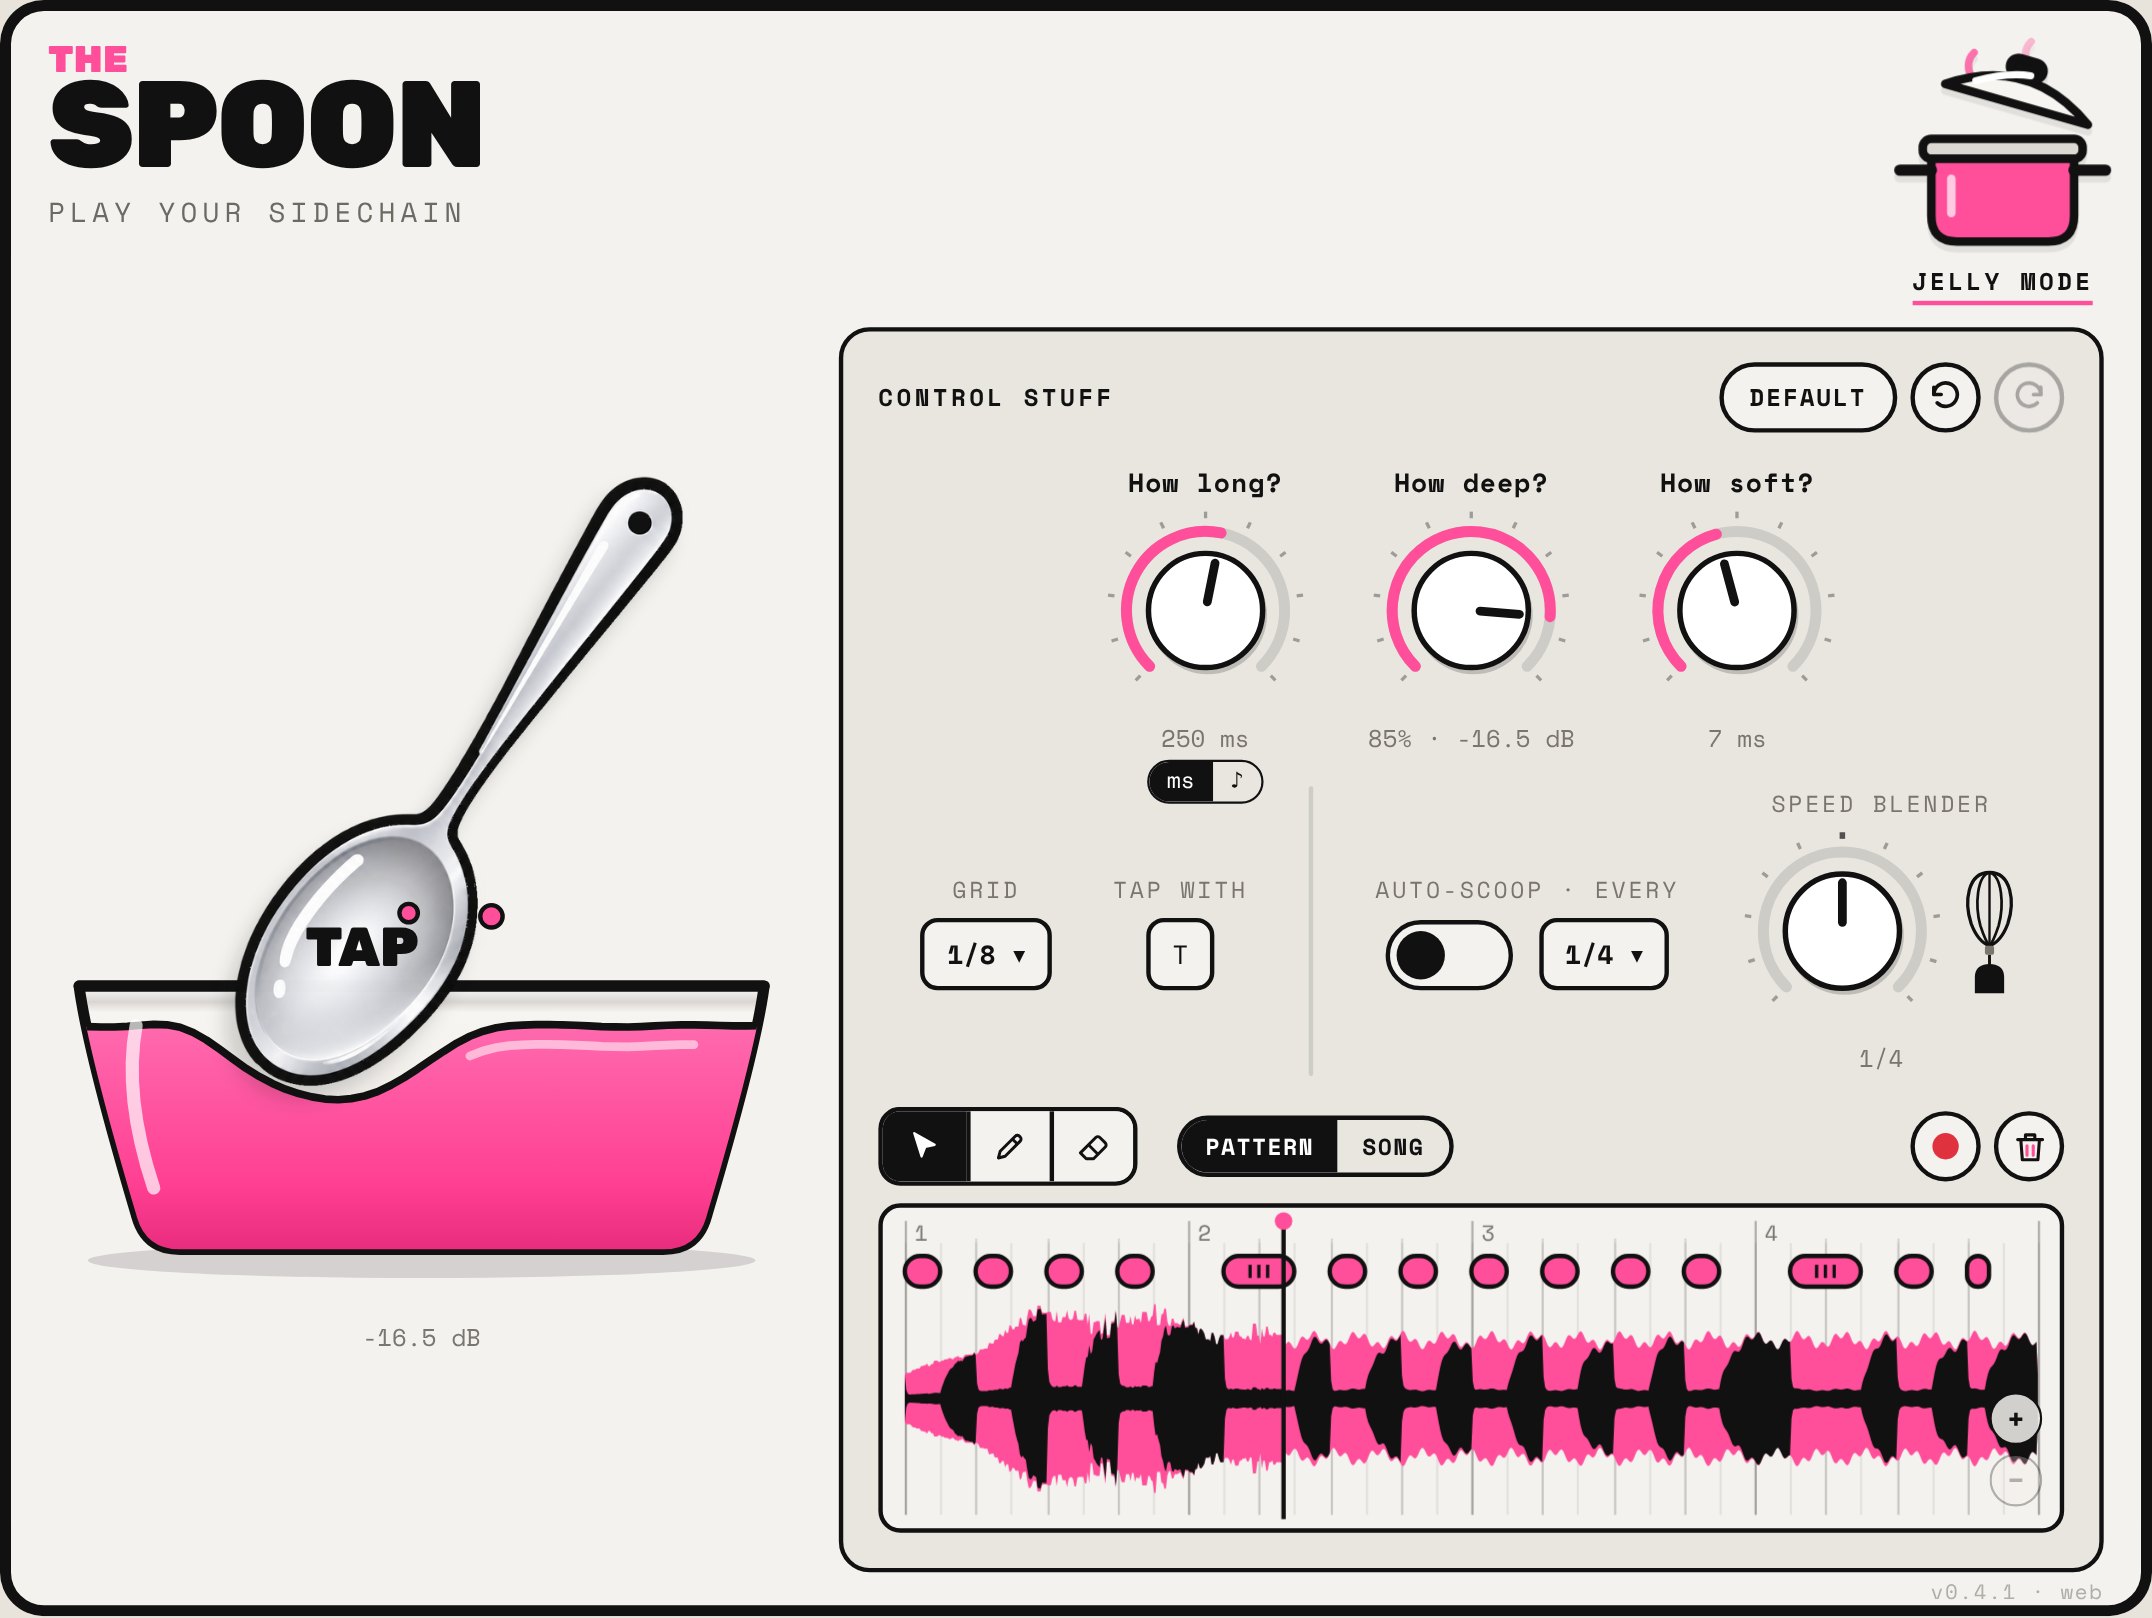 THE
SPOON
PLAY YOUR SIDECHAIN
JELLY MODE
CONTROL STUFF
DEFAULT
How long? How deep? How soft?
250 ms 85% · -16.5 dB 7 ms
ms ♪
SPEED BLENDER
GRID TAP WITH AUTO-SCOOP · EVERY
1/8 ▼ T 1/4 ▼
1/4
TAP
PATTERN SONG
1 2 3 4
+
−
-16.5 dB
v0.4.1 · web